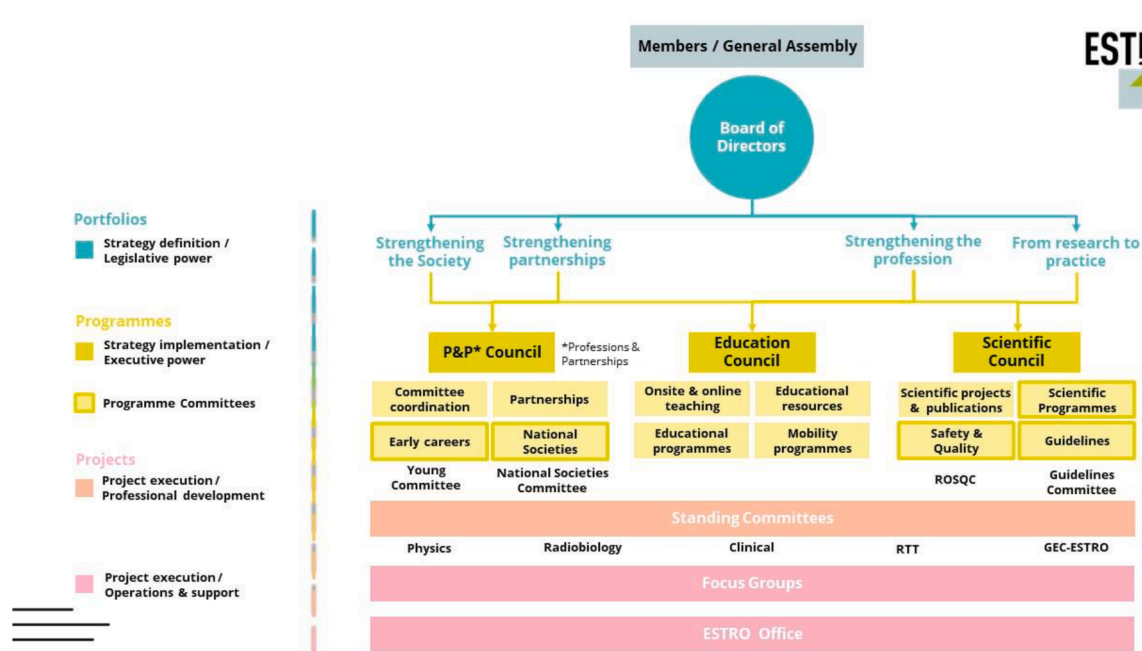 Members / General Assembly
Board of
Directors
Portfolios
Strategy definition /
Legislative power
Strengthening
the Society
Strengthening
partnerships
Strengthening the
profession
From research to
practice
Programmes
Strategy implementation /
Executive power
Programme Committees
P&P* Council
*Professions &
Partnerships
Education
Council
Scientific
Council
Committee
coordination
Partnerships
Onsite & online
teaching
Educational
resources
Scientific projects
& publications
Scientific
Programmes
Early careers
National
Societies
Educational
programmes
Mobility
programmes
Safety &
Quality
Guidelines
Young
Committee
National Societies
Committee
ROSQC
Guidelines
Committee
Projects
Project execution /
Professional development
Standing Committees
Physics
Radiobiology
Clinical
RTT
GEC-ESTRO
Project execution /
Operations & support
Focus Groups
ESTRO Office